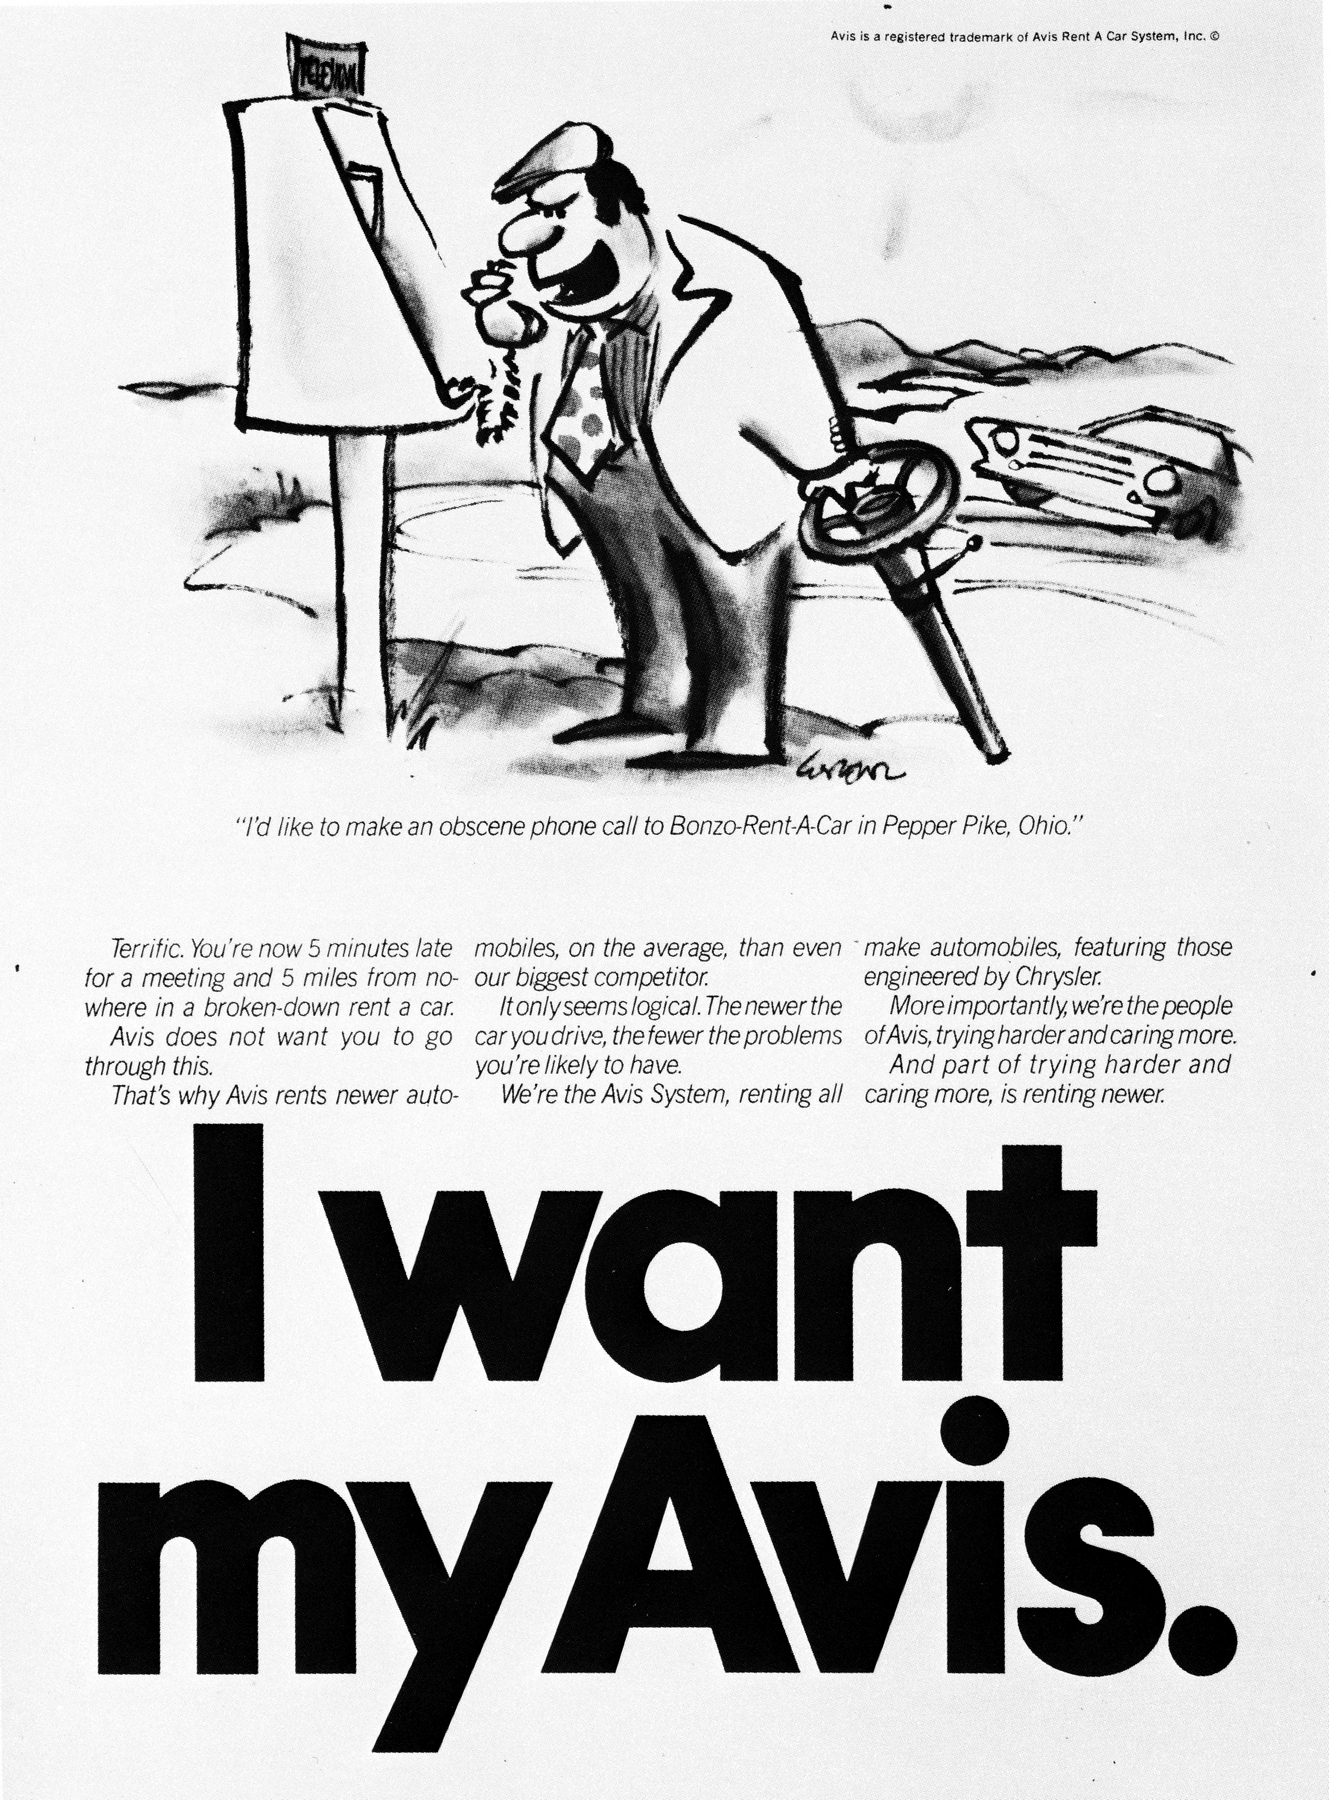 Avis is a registered trademark of Avis Rent A Car System, Inc. ©
"I'd like to make an obscene phone call to Bonzo-Rent-A-Car in Pepper Pike, Ohio."
Terrific. You're now 5 minutes late
for a meeting and 5 miles from no-
where in a broken-down rent a car.
Avis does not want you to go
through this.
That's why Avis rents newer auto-
mobiles, on the average, than even
our biggest competitor.
It only seems logical. The newer the
car you drive, the fewer the problems
you're likely to have.
We're the Avis System, renting all
make automobiles, featuring those
engineered by Chrysler.
More importantly, we're the people
of Avis, trying harder and caring more.
And part of trying harder and
caring more, is renting newer.
I want
my Avis.